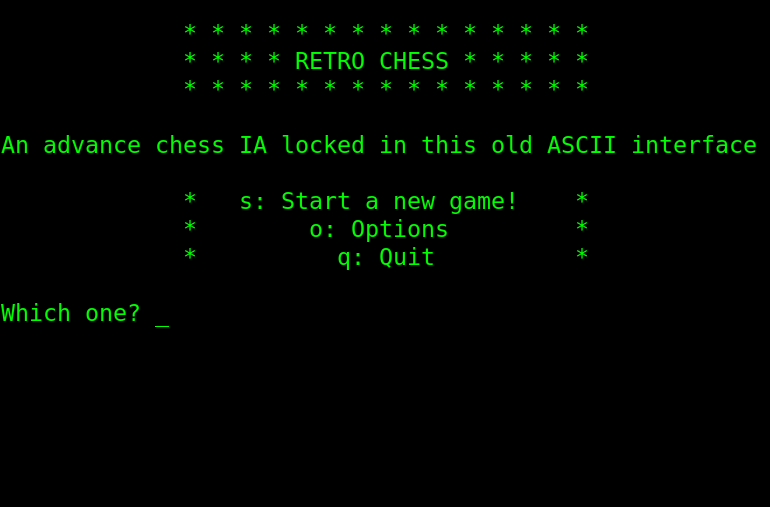 * * * * * * * * * * * * * * *
* * * * RETRO CHESS * * * * *
* * * * * * * * * * * * * * *
An advance chess IA locked in this old ASCII interface
* s: Start a new game! *
* o: Options *
* q: Quit *
Which one? _